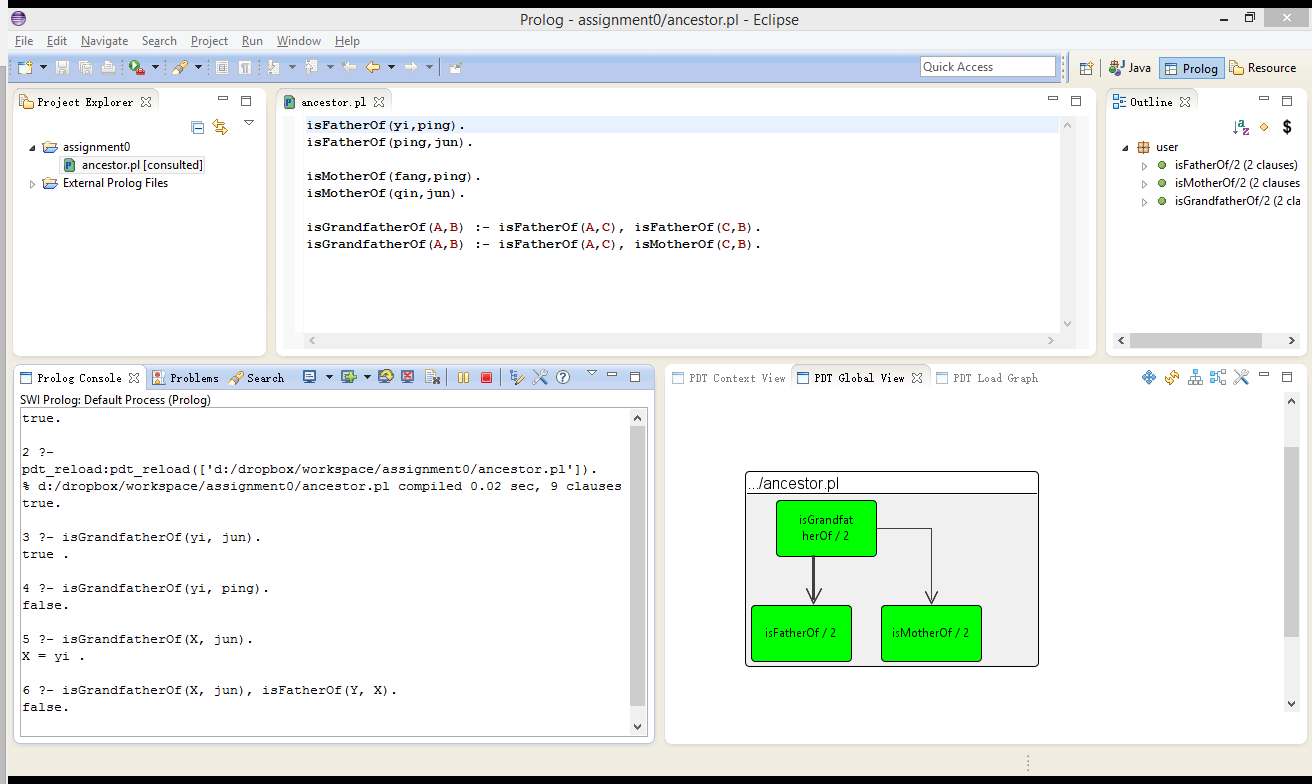 Prolog - assignment0/ancestor.pl - Eclipse
File Edit Navigate Search Project Run Window Help
Quick Access
Java Prolog Resource
Project Explorer
assignment0
ancestor.pl [consulted]
External Prolog Files
ancestor.pl
isFatherOf(yi,ping).
isFatherOf(ping,jun).
isMotherOf(fang,ping).
isMotherOf(qin,jun).
isGrandfatherOf(A,B) :- isFatherOf(A,C), isFatherOf(C,B).
isGrandfatherOf(A,B) :- isFatherOf(A,C), isMotherOf(C,B).
Outline
user
isFatherOf/2 (2 clauses)
isMotherOf/2 (2 clauses
isGrandfatherOf/2 (2 cla
Prolog Console Problems Search
SWI Prolog: Default Process (Prolog)
true.
2 ?-
pdt_reload:pdt_reload(['d:/dropbox/workspace/assignment0/ancestor.pl']).
% d:/dropbox/workspace/assignment0/ancestor.pl compiled 0.02 sec, 9 clauses
true.
3 ?- isGrandfatherOf(yi, jun).
true .
4 ?- isGrandfatherOf(yi, ping).
false.
5 ?- isGrandfatherOf(X, jun).
X = yi .
6 ?- isGrandfatherOf(X, jun), isFatherOf(Y, X).
false.
PDT Context View PDT Global View PDT Load Graph
.../ancestor.pl
isGrandfat
herOf / 2
isFatherOf / 2
isMotherOf / 2